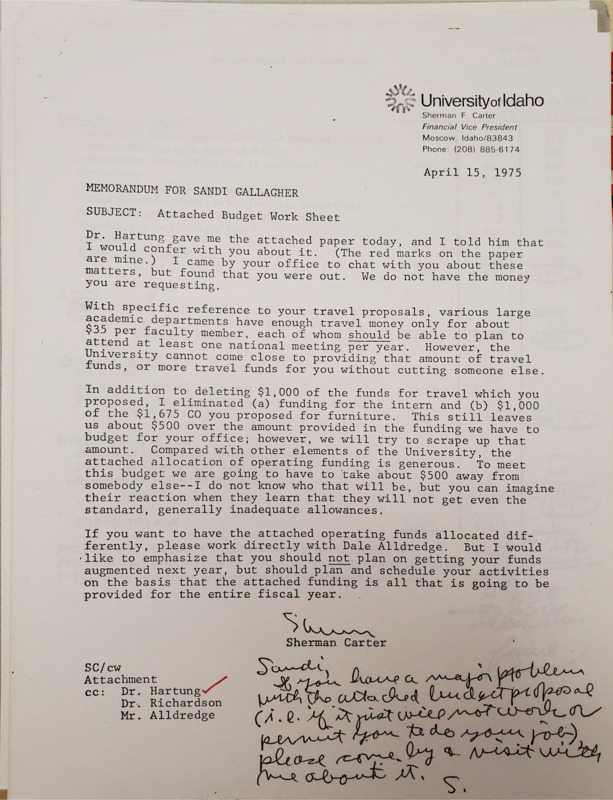 University of Idaho
Sherman F. Carter
Financial Vice President
Moscow, Idaho/83843
Phone: (208) 885-6174
April 15, 1975
MEMORANDUM FOR SANDI GALLAGHER
SUBJECT: Attached Budget Work Sheet
Dr. Hartung gave me the attached paper today, and I told him that
I would confer with you about it. (The red marks on the paper
are mine.) I came by your office to chat with you about these
matters, but found that you were out. We do not have the money
you are requesting.
With specific reference to your travel proposals, various large
academic departments have enough travel money only for about
$35 per faculty member, each of whom should be able to plan to
attend at least one national meeting per year. However, the
University cannot come close to providing that amount of travel
funds, or more travel funds for you without cutting someone else.
In addition to deleting $1,000 of the funds for travel which you
proposed, I eliminated (a) funding for the intern and (b) $1,000
of the $1,675 CO you proposed for furniture. This still leaves
us about $500 over the amount provided in the funding we have to
budget for your office; however, we will try to scrape up that
amount. Compared with other elements of the University, the
attached allocation of operating funding is generous. To meet
this budget we are going to have to take about $500 away from
somebody else--I do not know who that will be, but you can imagine
their reaction when they learn that they will not get even the
standard, generally inadequate allowances.
If you want to have the attached operating funds allocated dif-
ferently, please work directly with Dale Alldredge. But I would
like to emphasize that you should not plan on getting your funds
augmented next year, but should plan and schedule your activities
on the basis that the attached funding is all that is going to be
provided for the entire fiscal year.
Sherm
Sherman Carter
SC/cw
Attachment
cc: Dr. Hartung
Dr. Richardson
Mr. Alldredge
Sandi,
If you have a major problem
with the attached budget proposal
(i.e. if it just will not work or
permit you to do your job),
please come by & visit with
me about it. S.